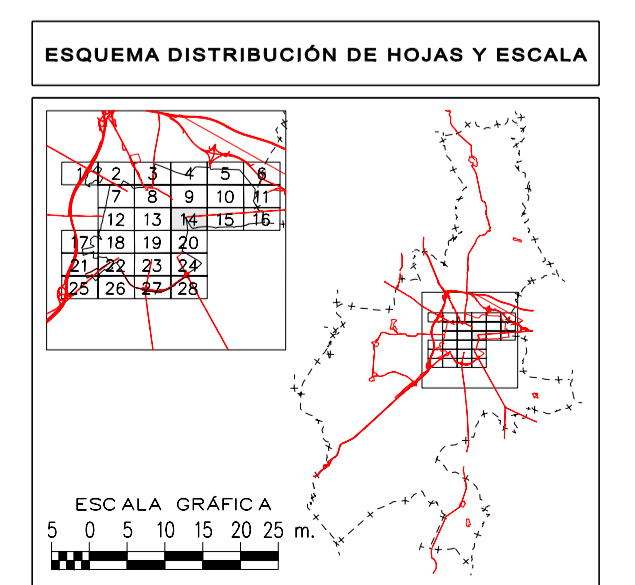 ESQUEMA DISTRIBUCIÓN DE HOJAS Y ESCALA
1 2 3 4 5 6
7 8 9 10 11
12 13 14 15 16
17 18 19 20
21 22 23 24
25 26 27 28
ESCALA GRÁFICA
5 0 5 10 15 20 25 m.